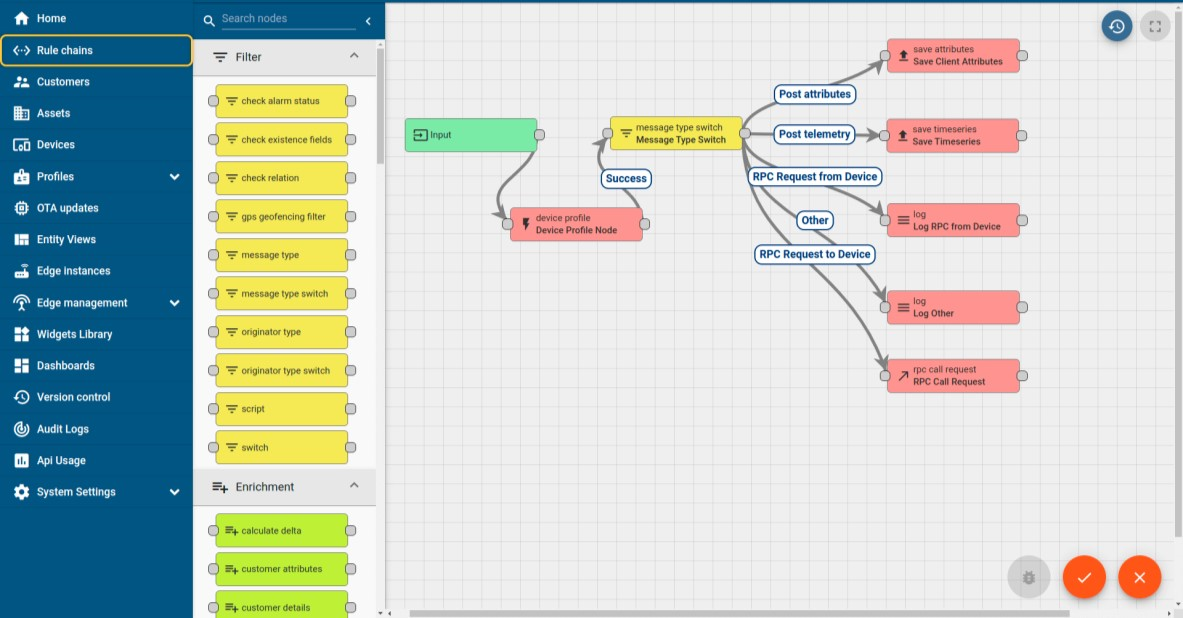 Home
Rule chains
Customers
Assets
Devices
Profiles
OTA updates
Entity Views
Edge instances
Edge management
Widgets Library
Dashboards
Version control
Audit Logs
Api Usage
System Settings
Search nodes
Filter
check alarm status
check existence fields
check relation
gps geofencing filter
message type
message type switch
originator type
originator type switch
script
switch
Enrichment
calculate delta
customer attributes
customer details
Input
device profile
Device Profile Node
Success
message type switch
Message Type Switch
Post attributes
Post telemetry
RPC Request from Device
Other
RPC Request to Device
save attributes
Save Client Attributes
save timeseries
Save Timeseries
log
Log RPC from Device
log
Log Other
rpc call request
RPC Call Request